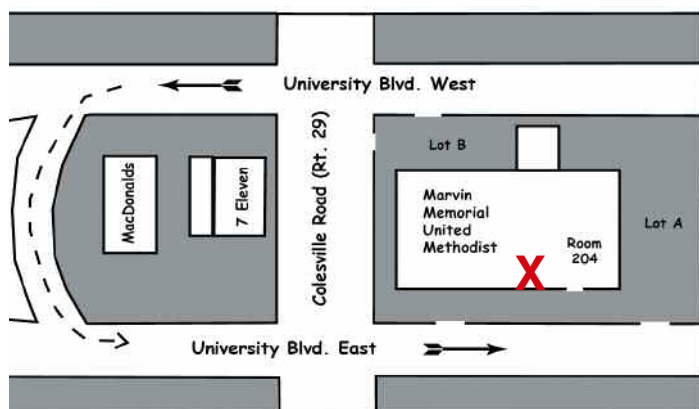 University Blvd. West
Lot B
MacDonalds
7 Eleven
Colesville Road (Rt. 29)
Marvin
Memorial
United
Methodist
Room
204
Lot A
X
University Blvd. East